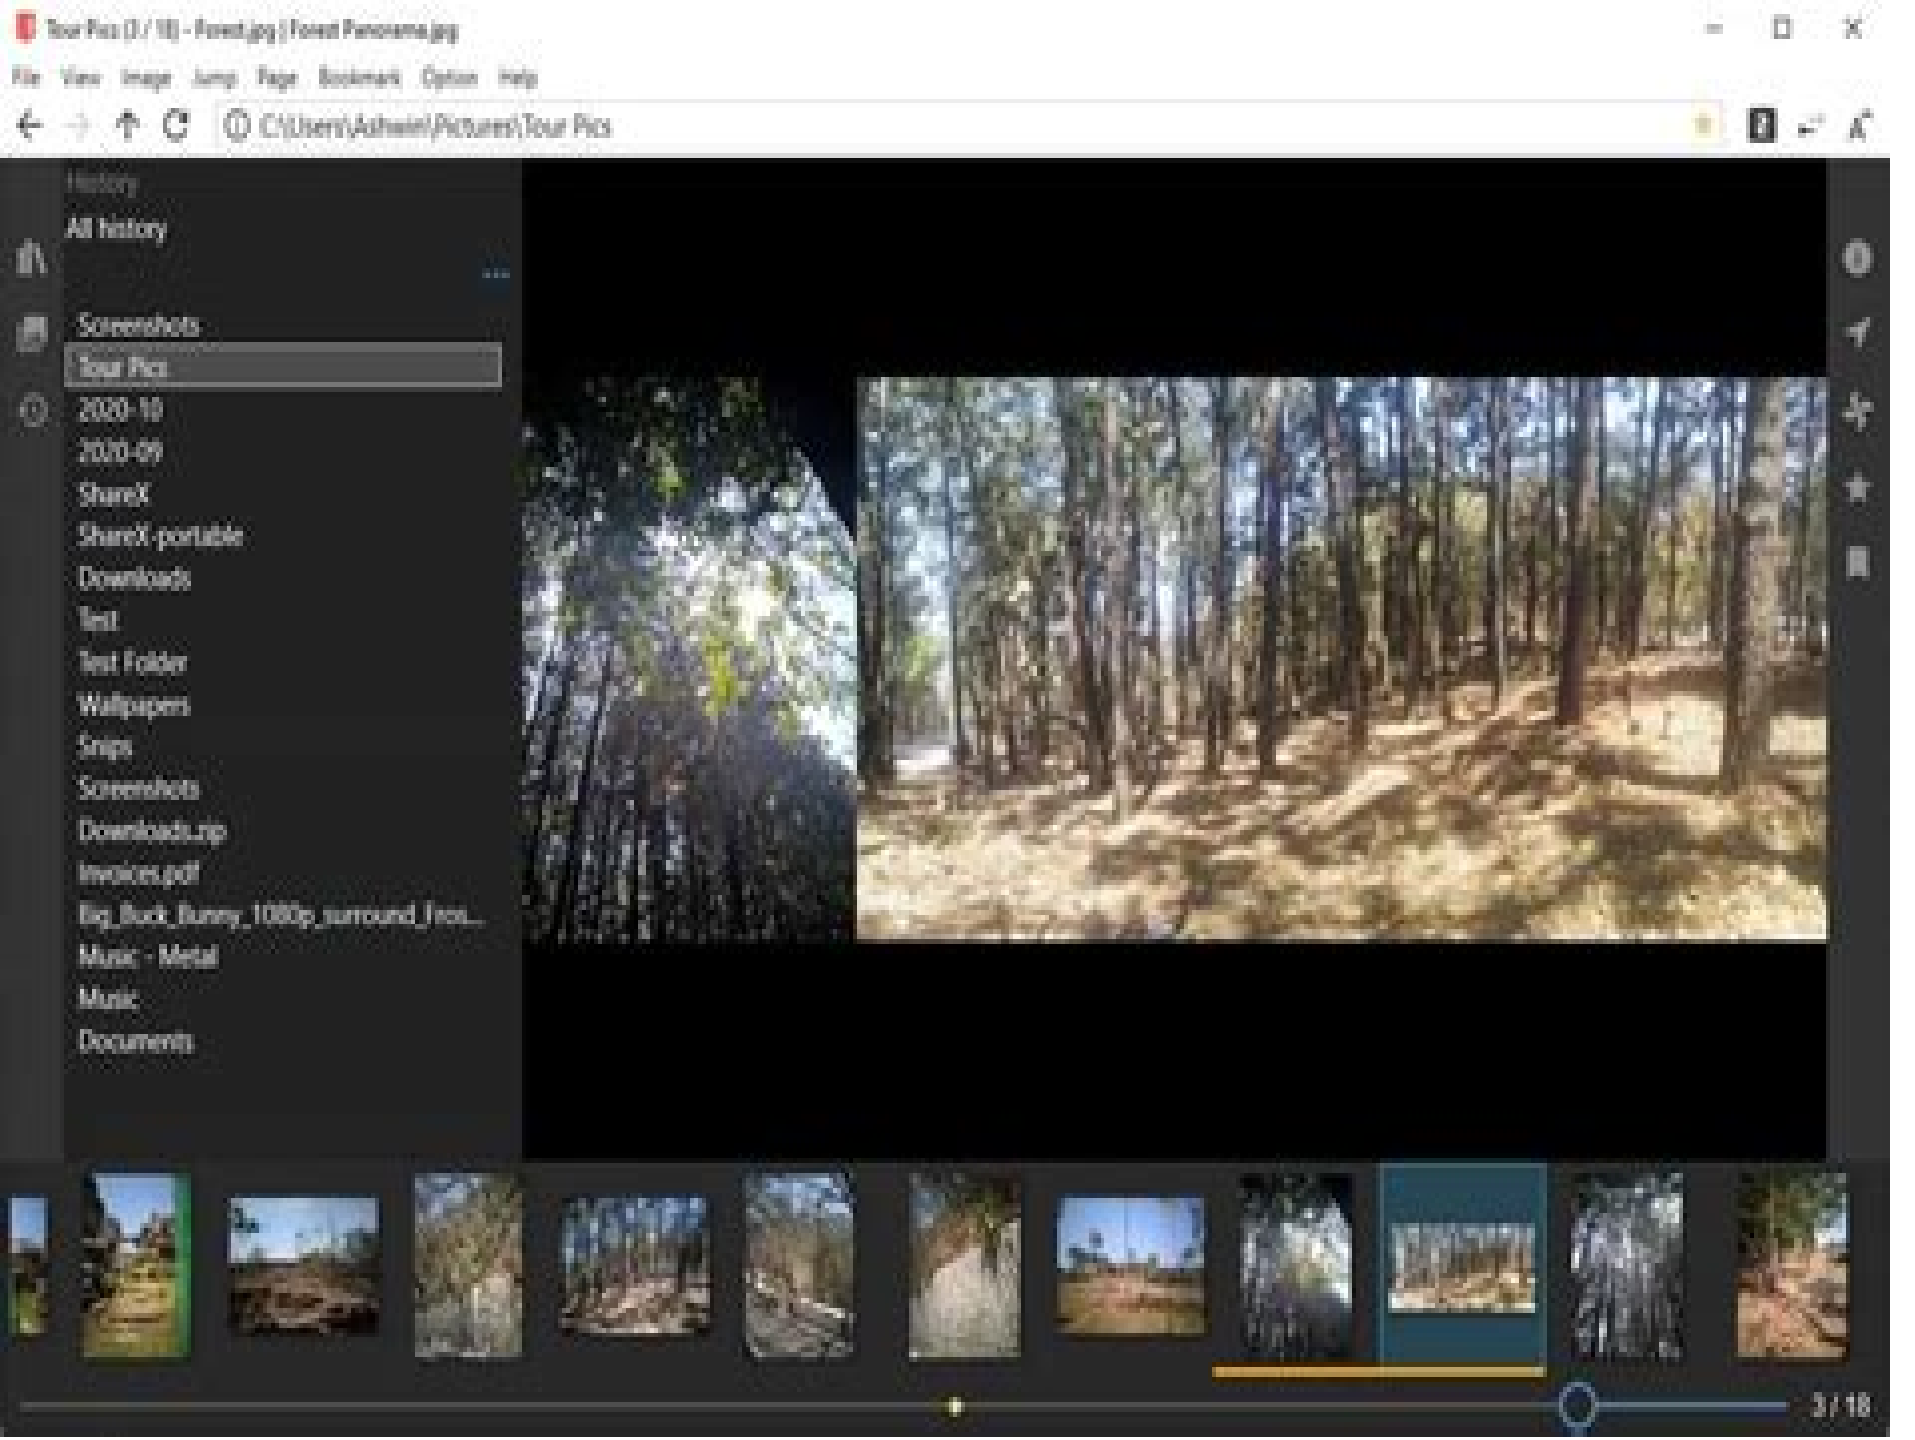 Tour Pics (3 / 18) - Forest.jpg | Forest Panorama.jpg
File View Image Jump Page Bookmark Option Help
C:\Users\Ashwin\Pictures\Tour Pics
History
All history
...
Screenshots
Tour Pics
2020-10
2020-09
ShareX
ShareX-portable
Downloads
Test
Test Folder
Wallpapers
Snips
Screenshots
Downloads.zip
Invoices.pdf
Big_Buck_Bunny_1080p_surround_Fros...
Music - Metal
Music
Documents
3 / 18